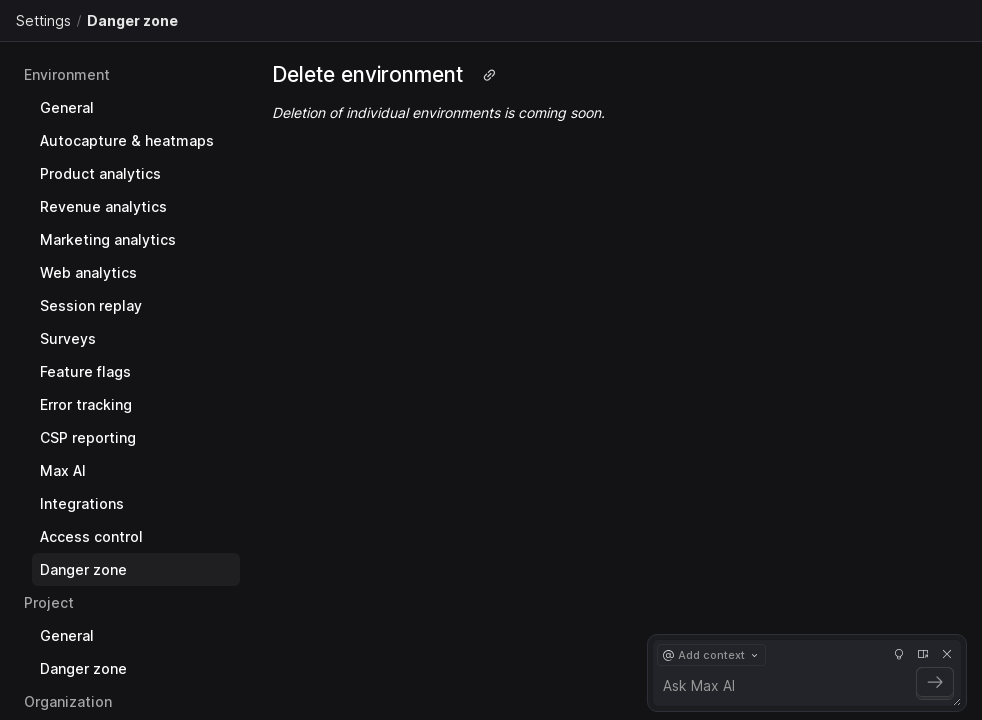 Settings / Danger zone
Environment
General
Autocapture & heatmaps
Product analytics
Revenue analytics
Marketing analytics
Web analytics
Session replay
Surveys
Feature flags
Error tracking
CSP reporting
Max AI
Integrations
Access control
Danger zone
Project
General
Danger zone
Organization
Delete environment
Deletion of individual environments is coming soon.
@ Add context
Ask Max AI